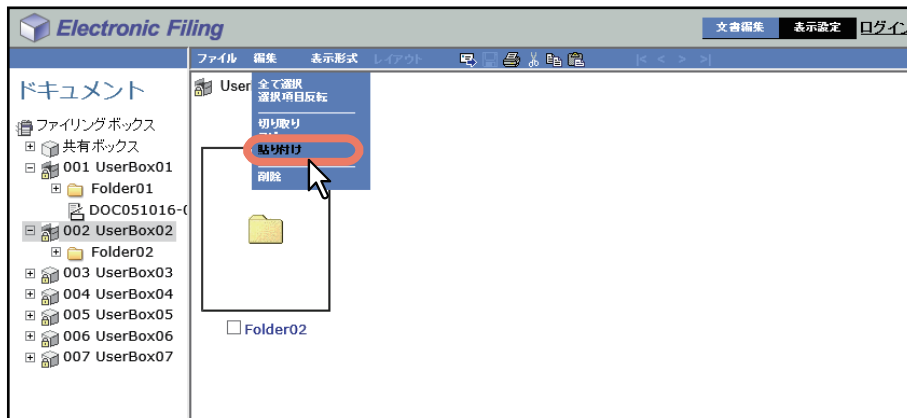 Electronic Filing
文書編集
表示設定
ログイン
ファイル 編集 表示形式 レイアウト
|< < > >|
ドキュメント
ファイリングボックス
共有ボックス
001 UserBox01
Folder01
DOC051016-
002 UserBox02
Folder02
003 UserBox03
004 UserBox04
005 UserBox05
006 UserBox06
007 UserBox07
User
全て選択
選択項目反転
切り取り
貼り付け
削除
Folder02